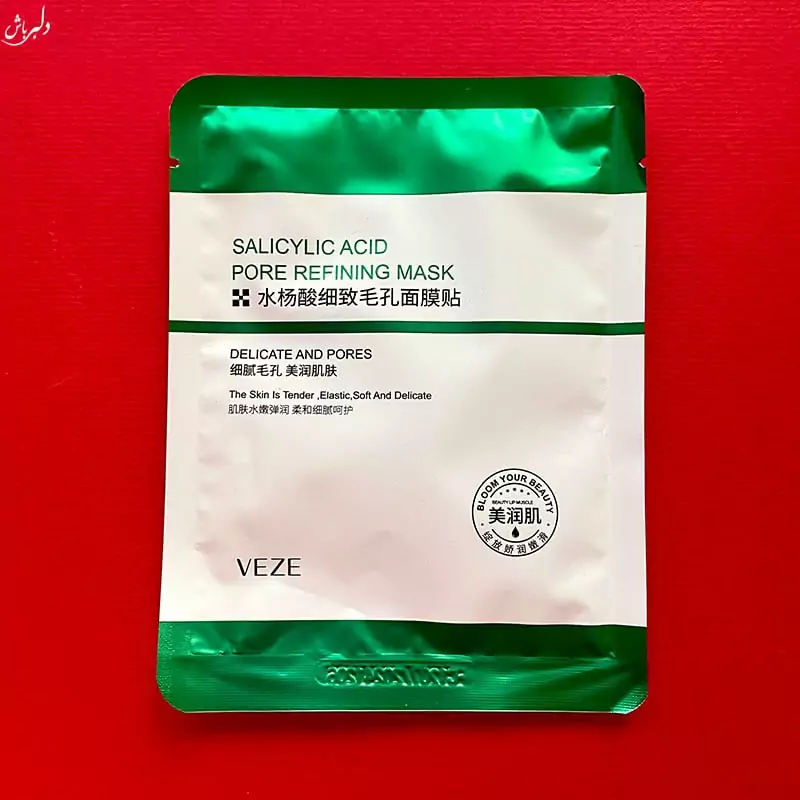 دلبرباش
SALICYLIC ACID
PORE REFINING MASK
水杨酸细致毛孔面膜贴
DELICATE AND PORES
细腻毛孔 美润肌肤
The Skin Is Tender ,Elastic,Soft And Delicate
肌肤水嫩弹润 柔和细腻呵护
BLOOM YOUR BEAUTY
BEAUTY UP MUSCLE
美润肌
绽放娇润嫩滑
VEZE